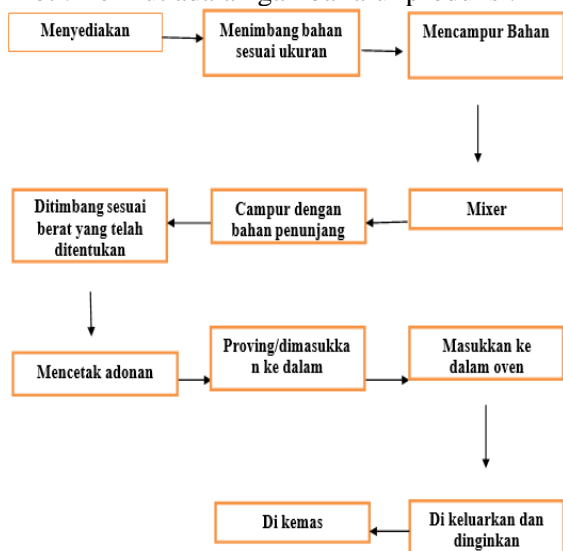 Menyediakan
Menimbang bahan
sesuai ukuran
Mencampur Bahan
Mixer
Campur dengan
bahan penunjang
Ditimbang sesuai
berat yang telah
ditentukan
Mencetak adonan
Proving/dimasukka
n ke dalam
Masukkan ke
dalam oven
Di keluarkan dan
dinginkan
Di kemas